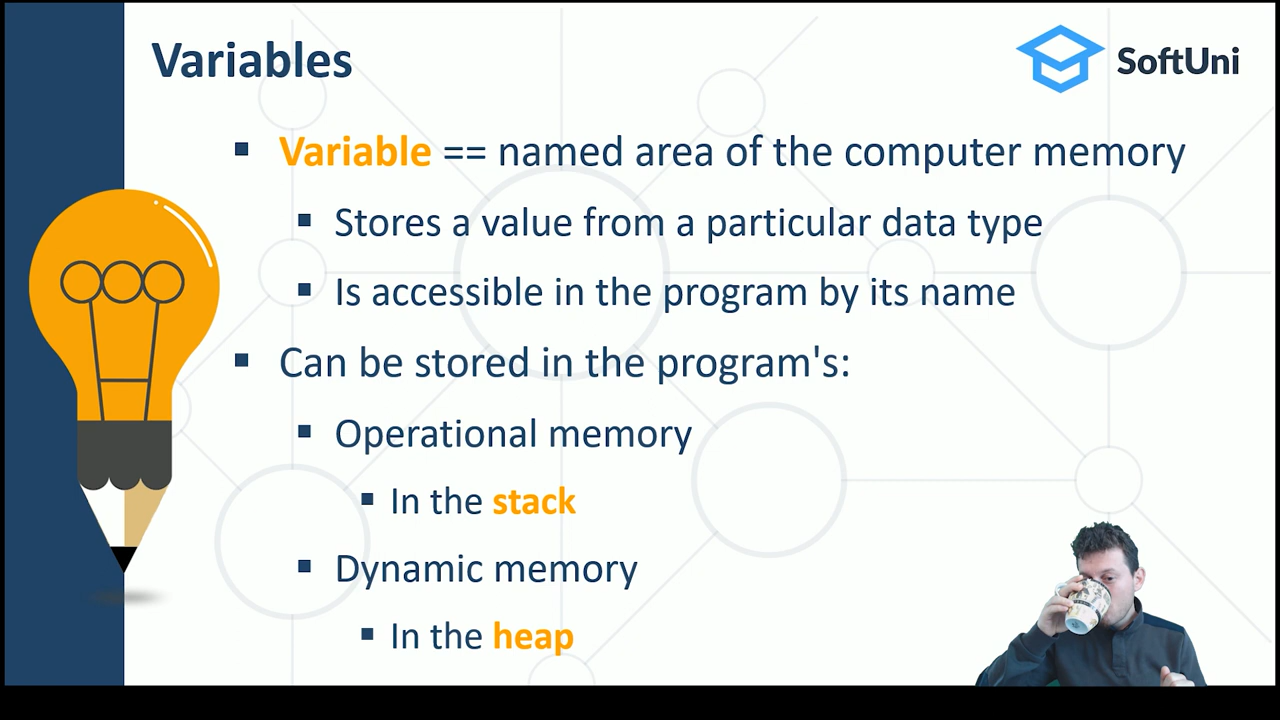 Variables
SoftUni
▪ Variable == named area of the computer memory
▪ Stores a value from a particular data type
▪ Is accessible in the program by its name
▪ Can be stored in the program's:
▪ Operational memory
▪ In the stack
▪ Dynamic memory
▪ In the heap